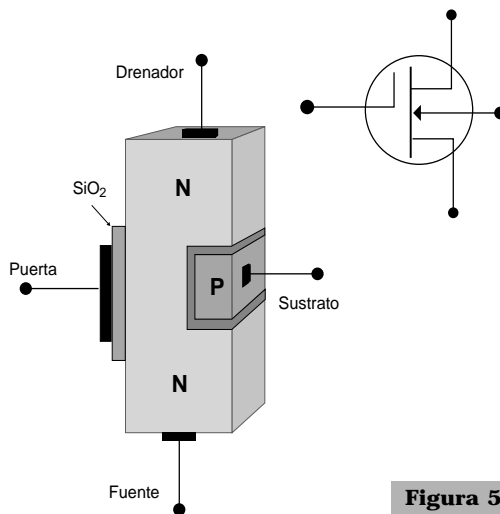 Drenador
N
SiO₂
Puerta
P
Sustrato
N
Fuente
Figura 5